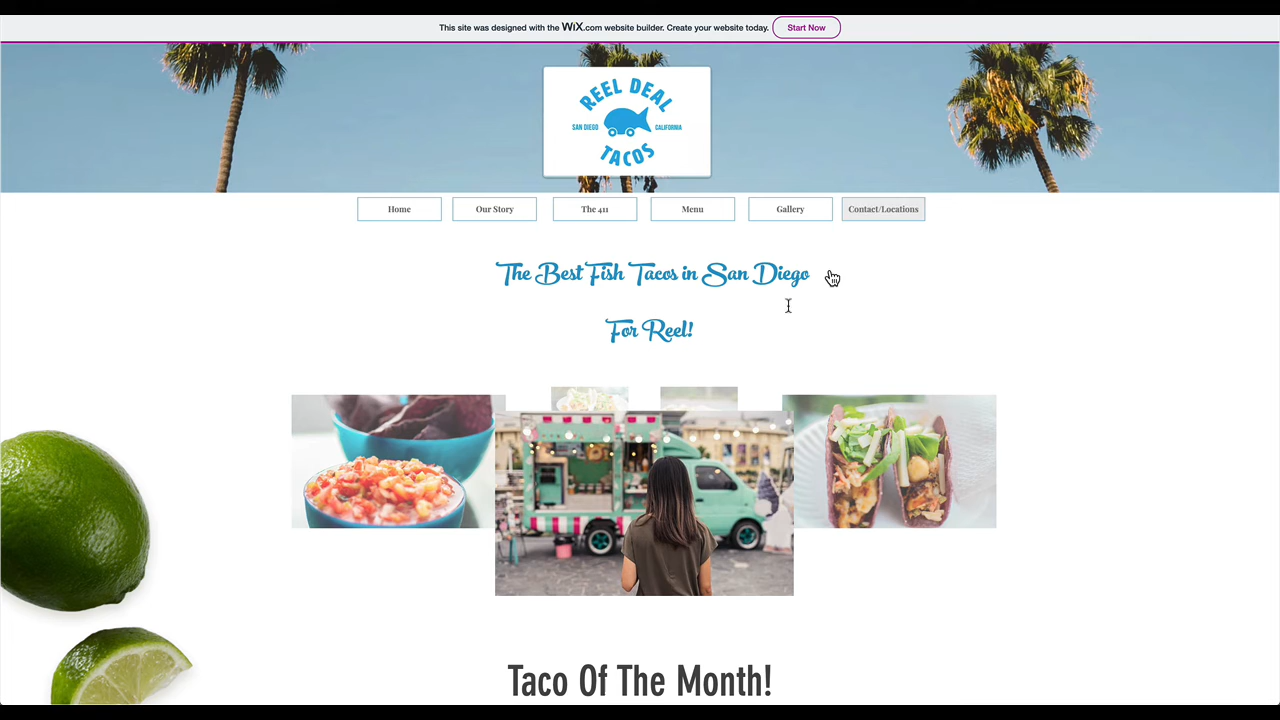 This site was designed with the WiX.com website builder. Create your website today. Start Now
REEL DEAL
SAN DIEGO CALIFORNIA
TACOS
Home Our Story The 411 Menu Gallery Contact/Locations
The Best Fish Tacos in San Diego
For Reel!
Taco Of The Month!